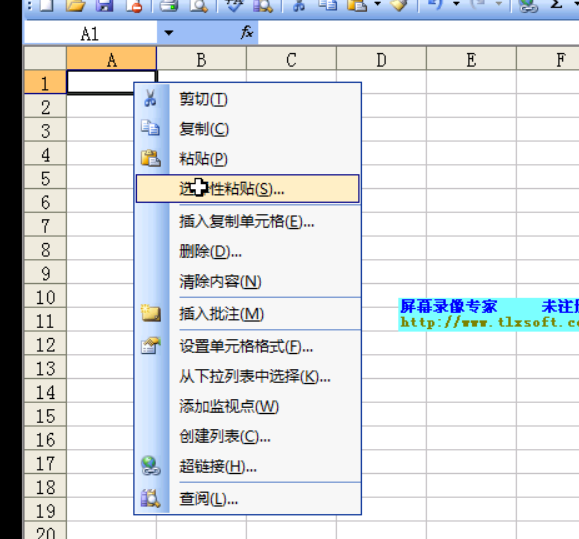 A1
fx
A B C D E F
1
剪切(T)
2
复制(C)
3
粘贴(P)
4
选性粘贴(S)...
5
6
插入复制单元格(E)...
7
删除(D)...
8
清除内容(N)
9
10
插入批注(M)
屏幕录像专家 未注
11
http://www.tlxsoft.c
12
设置单元格格式(F)...
13
从下拉列表中选择(K)...
14
添加监视点(W)
15
创建列表(C)...
16
17
超链接(H)...
18
查阅(L)...
19
20